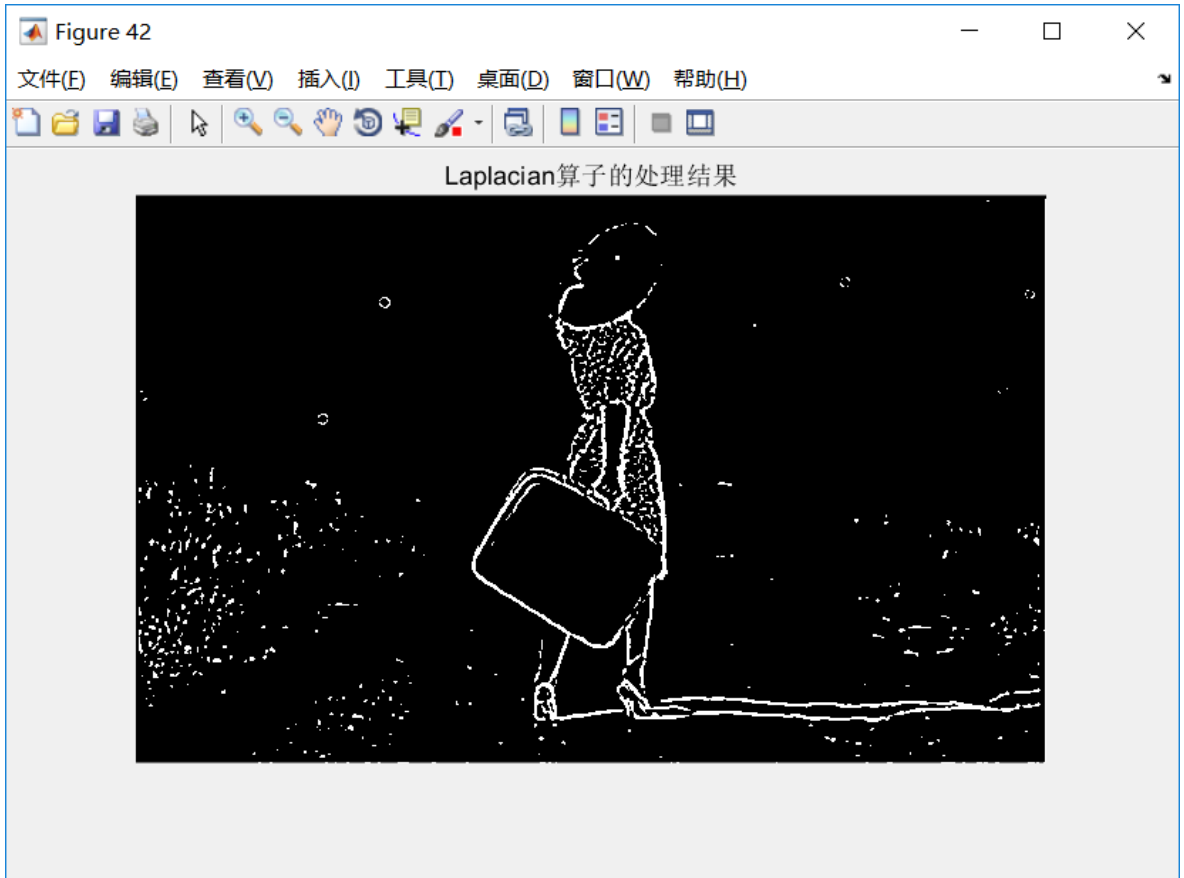 Figure 42
文件(F) 编辑(E) 查看(V) 插入(I) 工具(T) 桌面(D) 窗口(W) 帮助(H)
Laplacian算子的处理结果